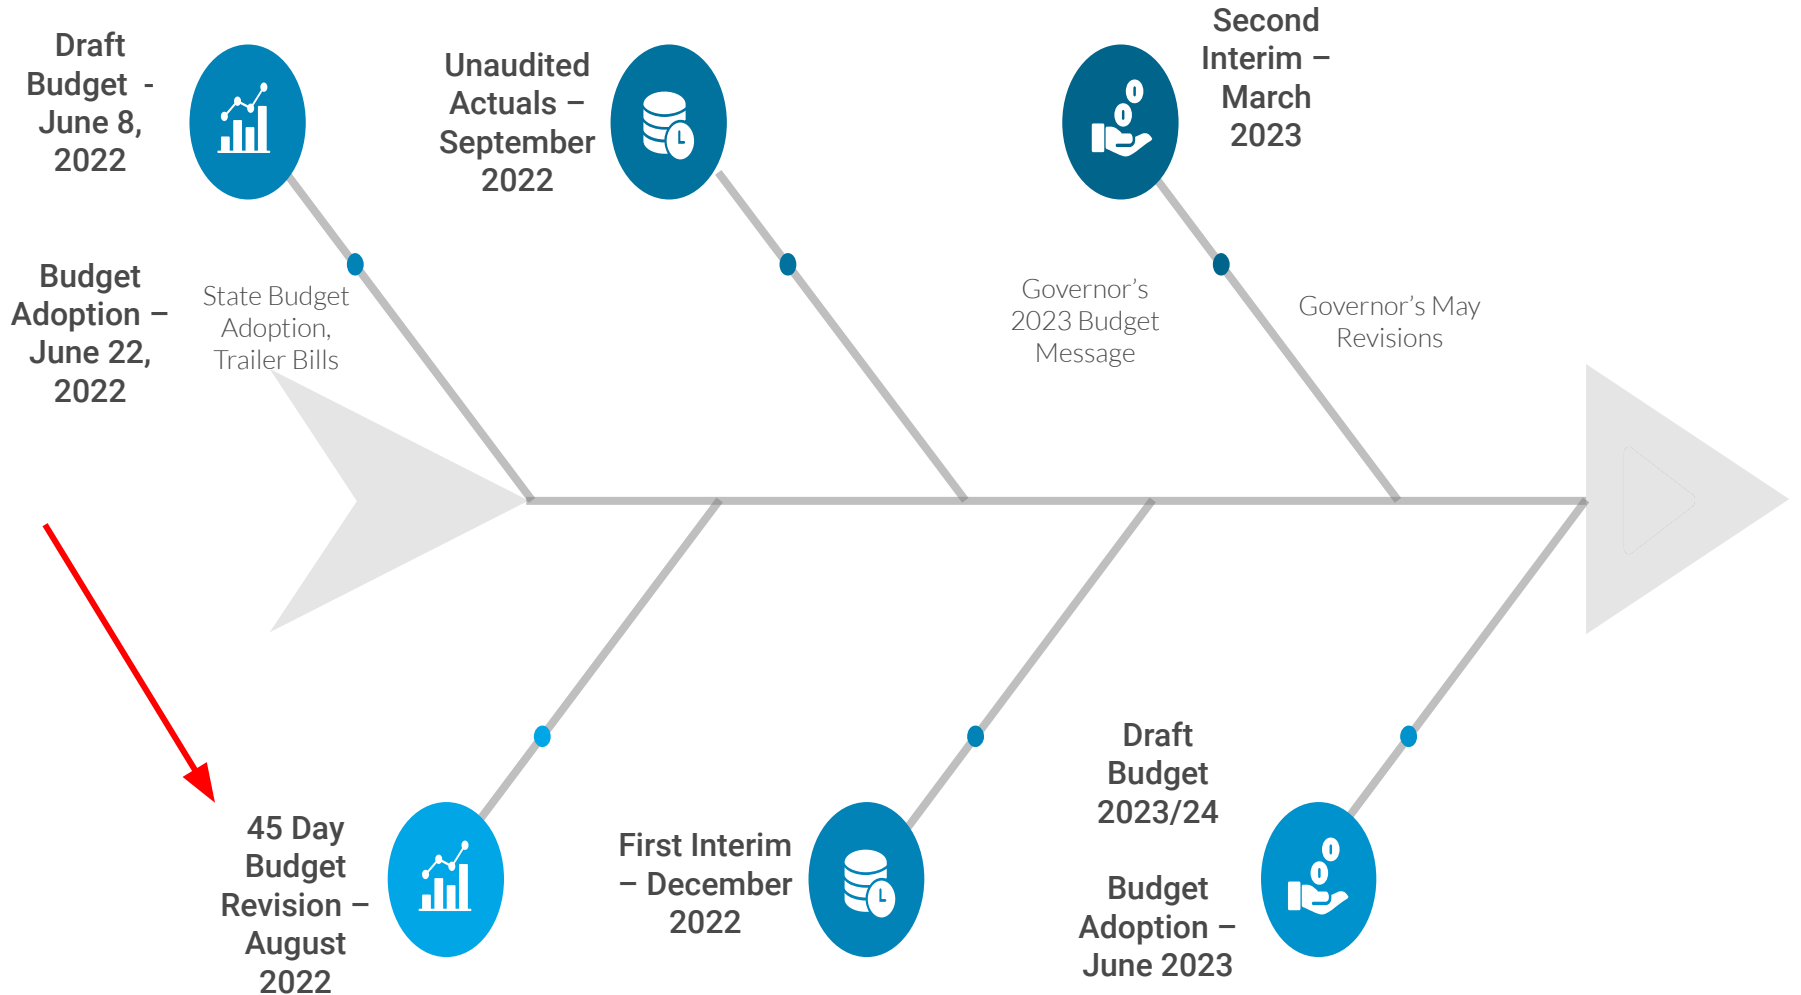 Draft
Budget -
June 8,
2022
Budget
Adoption –
June 22,
2022
State Budget
Adoption,
Trailer Bills
Unaudited
Actuals –
September
2022
Second
Interim –
March
2023
Governor’s
2023 Budget
Message
Governor’s May
Revisions
45 Day
Budget
Revision –
August
2022
First Interim
– December
2022
Draft
Budget
2023/24
Budget
Adoption –
June 2023